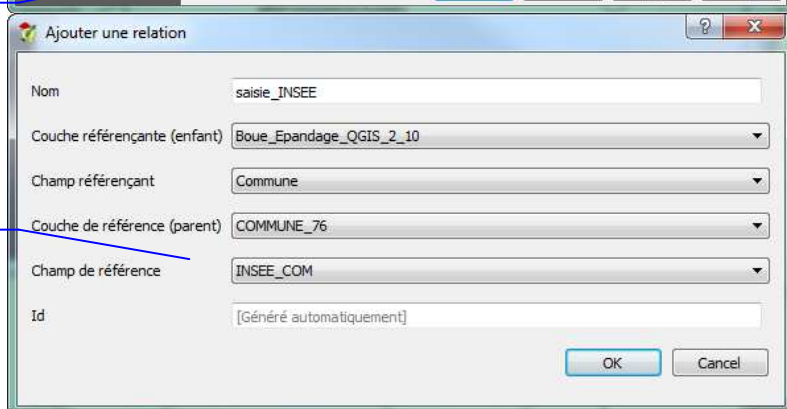 Ajouter une relation
Nom saisie_INSEE
Couche référençante (enfant) Boue_Epandage_QGIS_2_10
Champ référençant Commune
Couche de référence (parent) COMMUNE_76
Champ de référence INSEE_COM
Id [Généré automatiquement]
OK Cancel